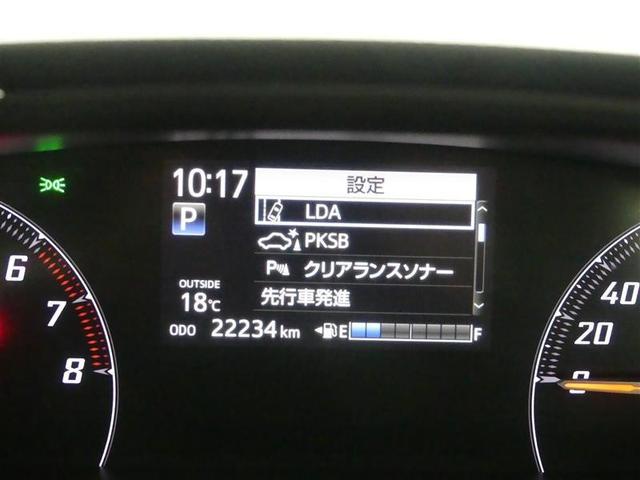 10:17
設定
LDA
P
PKSB
P クリアランスソナー
OUTSIDE
18℃
先行車発進
ODO 22234 km
E F
6
7
8
40
20
0